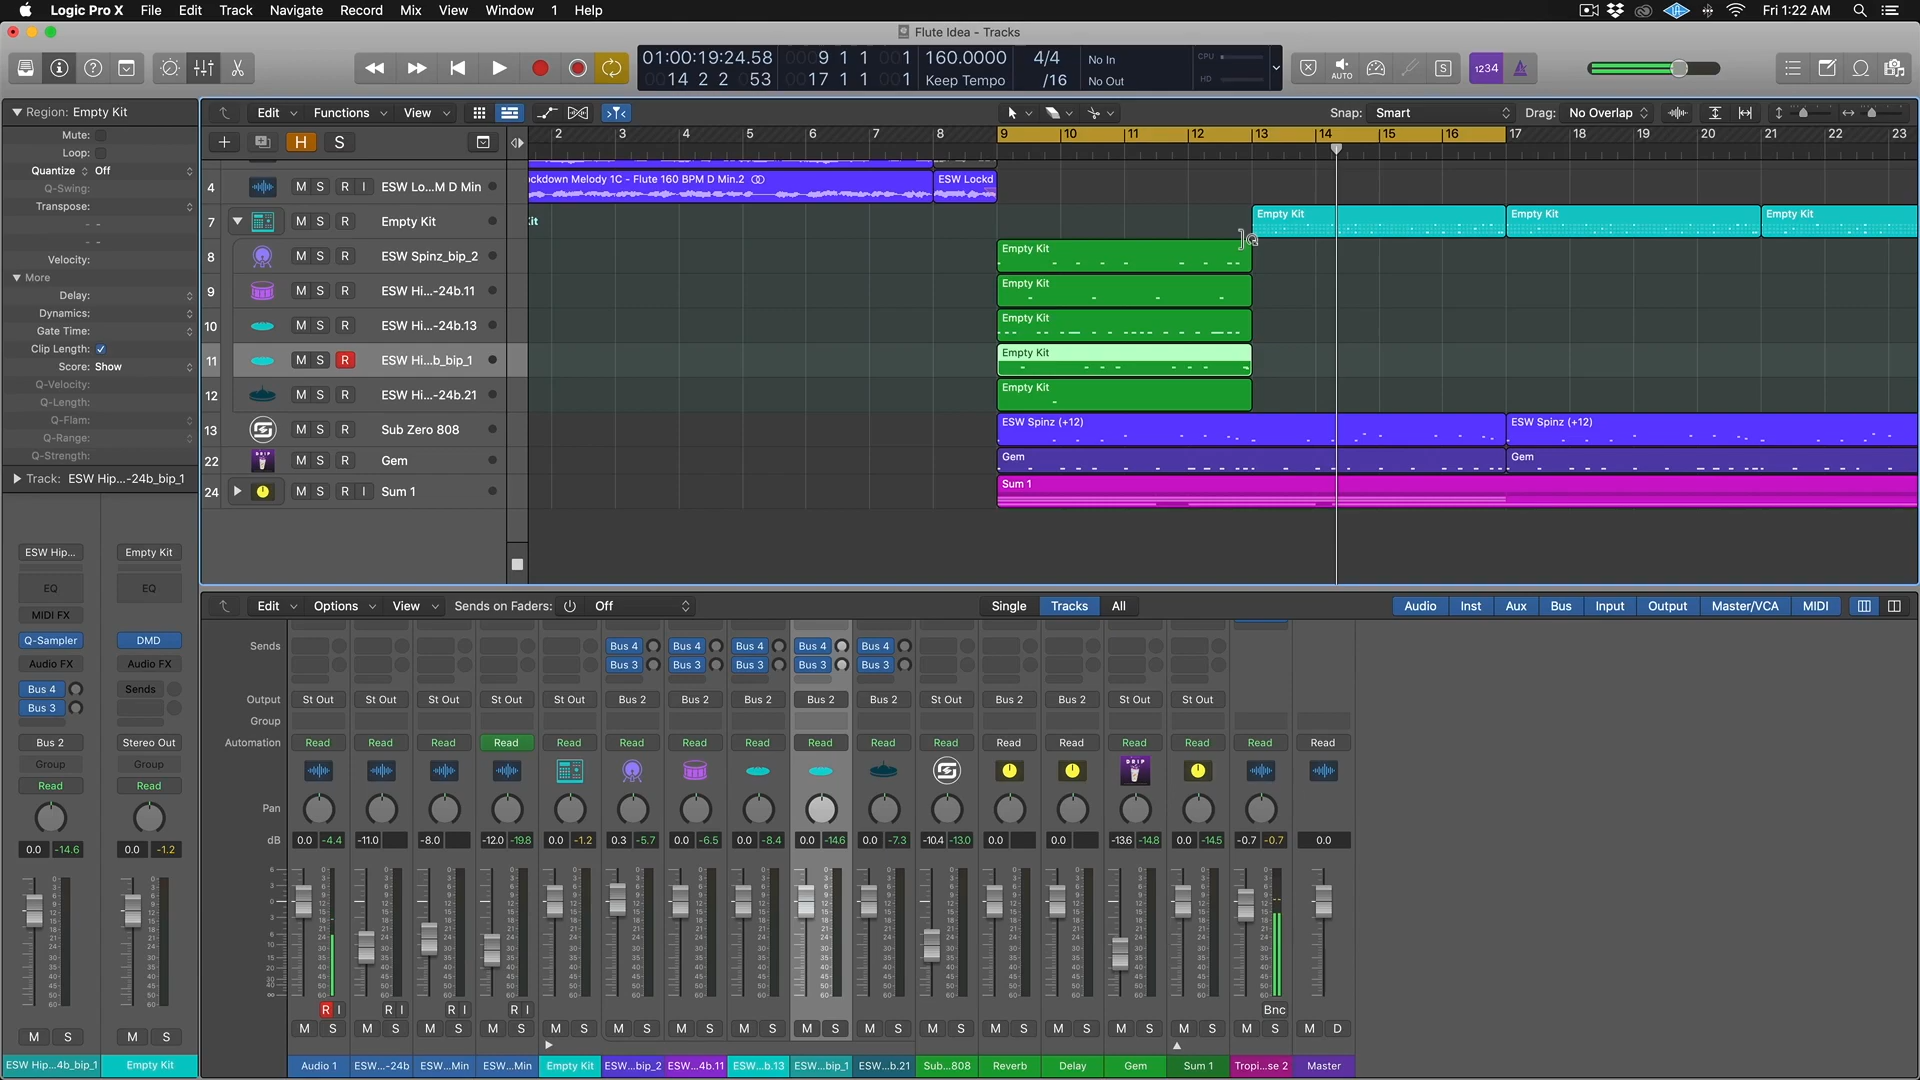 Logic Pro X File Edit Track Navigate Record Mix View Window 1 Help Fri 1:22 AM
Flute Idea - Tracks
01:00:19:24.58 0009 1 1 001 160.0000 4/4 No In CPU
0014 2 2 053 0017 1 1 001 Keep Tempo /16 No Out HD
AUTO S 1234
Region: Empty Kit
Mute:
Loop:
Quantize Off
Q-Swing:
Transpose:
Velocity:
More
Delay:
Dynamics:
Gate Time:
Clip Length:
Score: Show
Q-Velocity:
Q-Length:
Q-Flam:
Q-Range:
Q-Strength:
Track: ESW Hip...-24b_bip_1
Edit Functions View Snap: Smart Drag: No Overlap
H S
2 3 4 5 6 7 8 9 10 11 12 13 14 15 16 17 18 19 20 21 22 23
4 M S R I ESW Lo...M D Min
ockdown Melody 1C - Flute 160 BPM D Min.2 ESW Lockd
7 M S R Empty Kit
Kit Empty Kit Empty Kit Empty Kit
8 M S R ESW Spinz_bip_2 Empty Kit
9 M S R ESW Hi...-24b.11 Empty Kit
10 M S R ESW Hi...-24b.13 Empty Kit
11 M S R ESW Hi...b_bip_1 Empty Kit
12 M S R ESW Hi...-24b.21 Empty Kit
13 M S R Sub Zero 808 ESW Spinz (+12) ESW Spinz (+12)
22 M S R Gem Gem Gem
24 M S R I Sum 1 Sum 1
ESW Hip... Empty Kit
EQ EQ
MIDI FX
Q-Sampler DMD
Audio FX Audio FX
Bus 4 Sends
Bus 3
Bus 2 Stereo Out
Group Group
Read Read
0.0 -14.6 0.0 -1.2
M S M S
ESW Hip...4b_bip_1 Empty Kit
Edit Options View Sends on Faders: Off Single Tracks All Audio Inst Aux Bus Input Output Master/VCA MIDI
Sends Bus 4 Bus 4 Bus 4 Bus 4 Bus 4
Bus 3 Bus 3 Bus 3 Bus 3 Bus 3
Output St Out St Out St Out St Out St Out Bus 2 Bus 2 Bus 2 Bus 2 Bus 2 St Out Bus 2 Bus 2 St Out St Out
Group
Automation Read Read Read Read Read Read Read Read Read Read Read Read Read Read Read Read Read
DRIP
Pan
dB 0.0 -4.4 -11.0 -8.0 -12.0 -19.8 0.0 -1.2 0.3 -5.7 0.0 -6.5 0.0 -8.4 0.0 -14.6 0.0 -7.3 -10.4 -13.0 0.0 0.0 -13.6 -14.8 0.0 -14.5 -0.7 -0.7 0.0
R I R I R I R I Bnc
M S M S M S M S M S M S M S M S M S M S M S M S M S M S M S M S M D
Audio 1 ESW...-24b ESW...Min ESW...Min Empty Kit ESW...bip_2 ESW...4b.11 ESW...b.13 ESW...bip_1 ESW...b.21 Sub...808 Reverb Delay Gem Sum 1 Tropi...se 2 Master